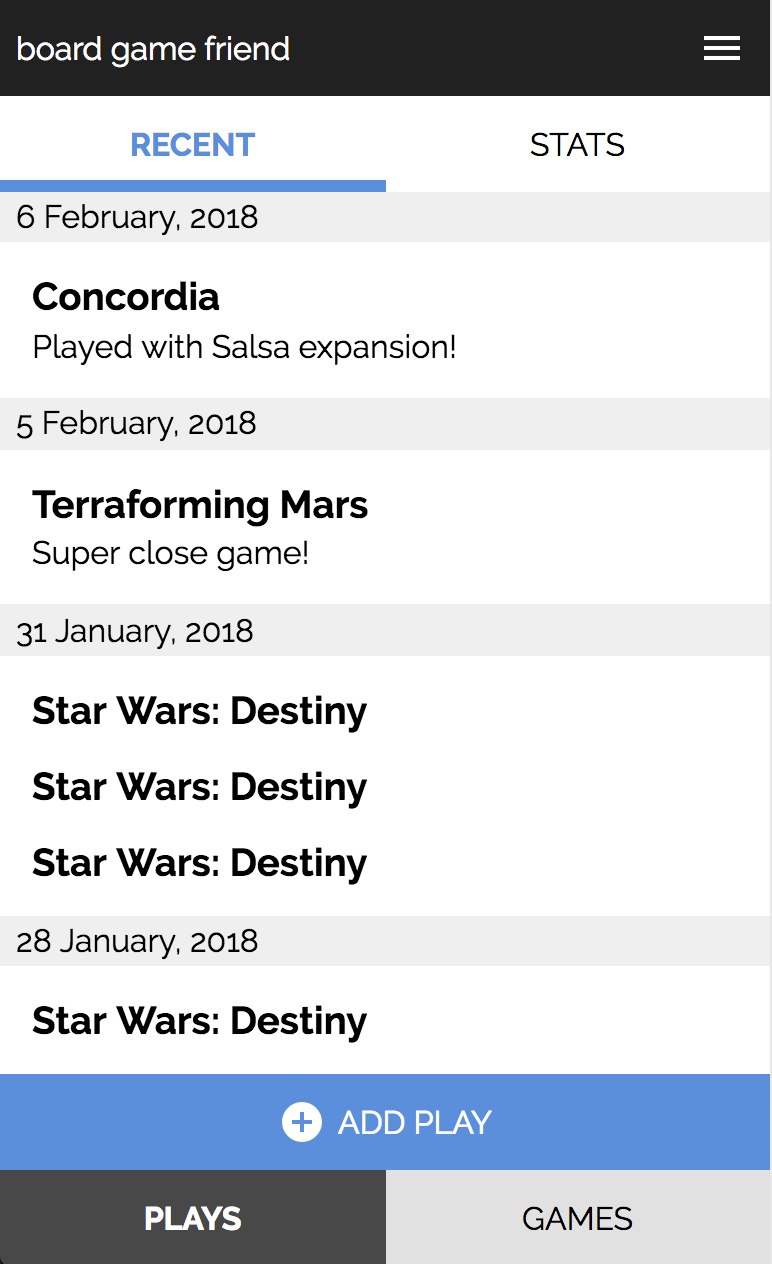 board game friend
RECENT
STATS
6 February, 2018
Concordia
Played with Salsa expansion!
5 February, 2018
Terraforming Mars
Super close game!
31 January, 2018
Star Wars: Destiny
Star Wars: Destiny
Star Wars: Destiny
28 January, 2018
Star Wars: Destiny
ADD PLAY
PLAYS
GAMES